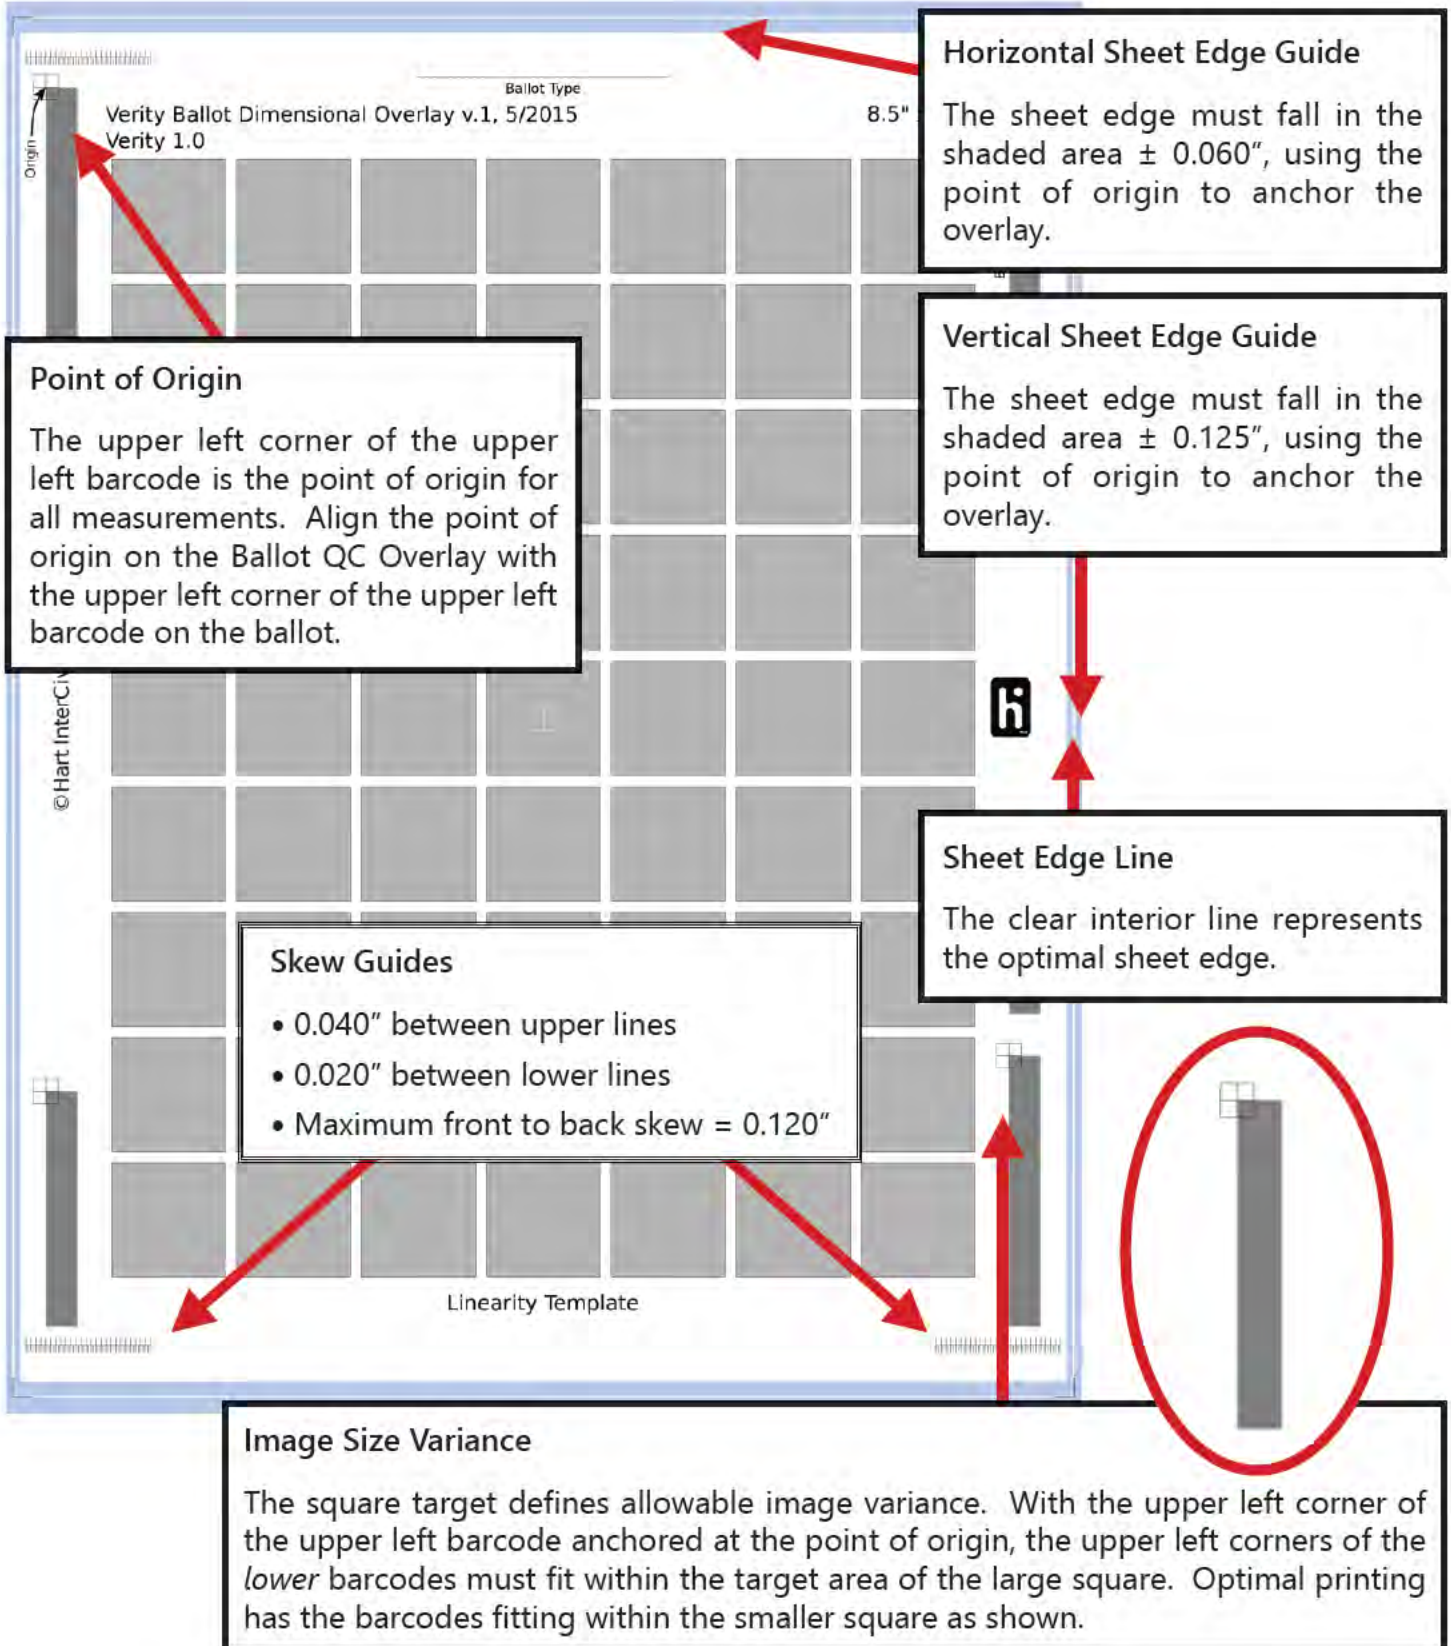 Horizontal Sheet Edge Guide
The sheet edge must fall in the
shaded area ± 0.060", using the
point of origin to anchor the
overlay.
Ballot Type
Verity Ballot Dimensional Overlay v.1, 5/2015
8.5"
Verity 1.0
Origin
Vertical Sheet Edge Guide
The sheet edge must fall in the
shaded area ± 0.125", using the
point of origin to anchor the
overlay.
Point of Origin
The upper left corner of the upper
left barcode is the point of origin for
all measurements. Align the point of
origin on the Ballot QC Overlay with
the upper left corner of the upper left
barcode on the ballot.
©Hart InterCiv
hi
Sheet Edge Line
The clear interior line represents
the optimal sheet edge.
Skew Guides
• 0.040" between upper lines
• 0.020" between lower lines
• Maximum front to back skew = 0.120"
Linearity Template
Image Size Variance
The square target defines allowable image variance. With the upper left corner of
the upper left barcode anchored at the point of origin, the upper left corners of the
lower barcodes must fit within the target area of the large square. Optimal printing
has the barcodes fitting within the smaller square as shown.